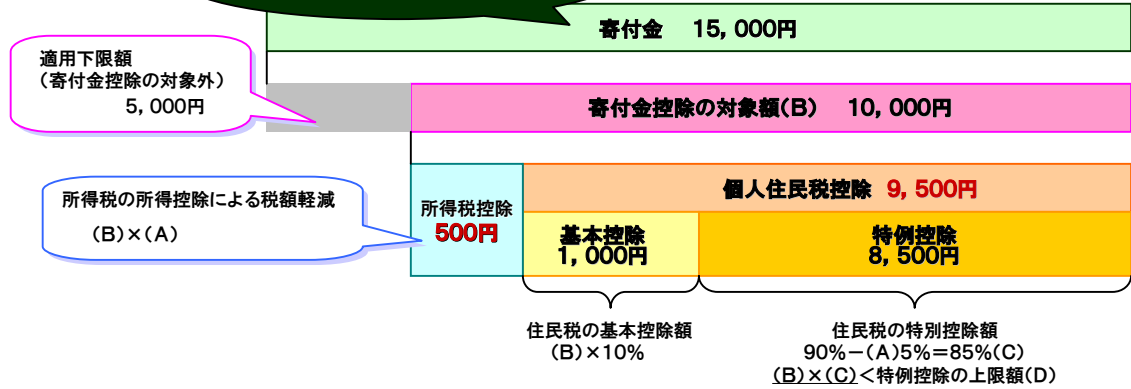 寄付金　15，000円
適用下限額
（寄付金控除の対象外）
5，000円
寄付金控除の対象額（B）　10，000円
所得税の所得控除による税額軽減
（B）×（A）
所得税控除
500円
個人住民税控除　9，500円
基本控除
1，000円
特例控除
8，500円
住民税の基本控除額
（B）×10％
住民税の特別控除額
90％－（A）5％＝85％（C）
（B）×（C）＜特例控除の上限額（D）